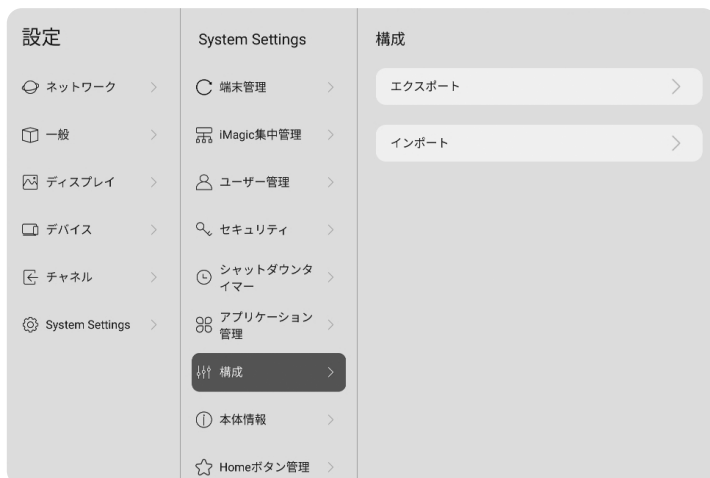 設定
ネットワーク
一般
ディスプレイ
デバイス
チャネル
System Settings
System Settings
端末管理
iMagic集中管理
ユーザー管理
セキュリティ
シャットダウンタ
イマー
アプリケーション
管理
構成
本体情報
Homeボタン管理
構成
エクスポート
インポート